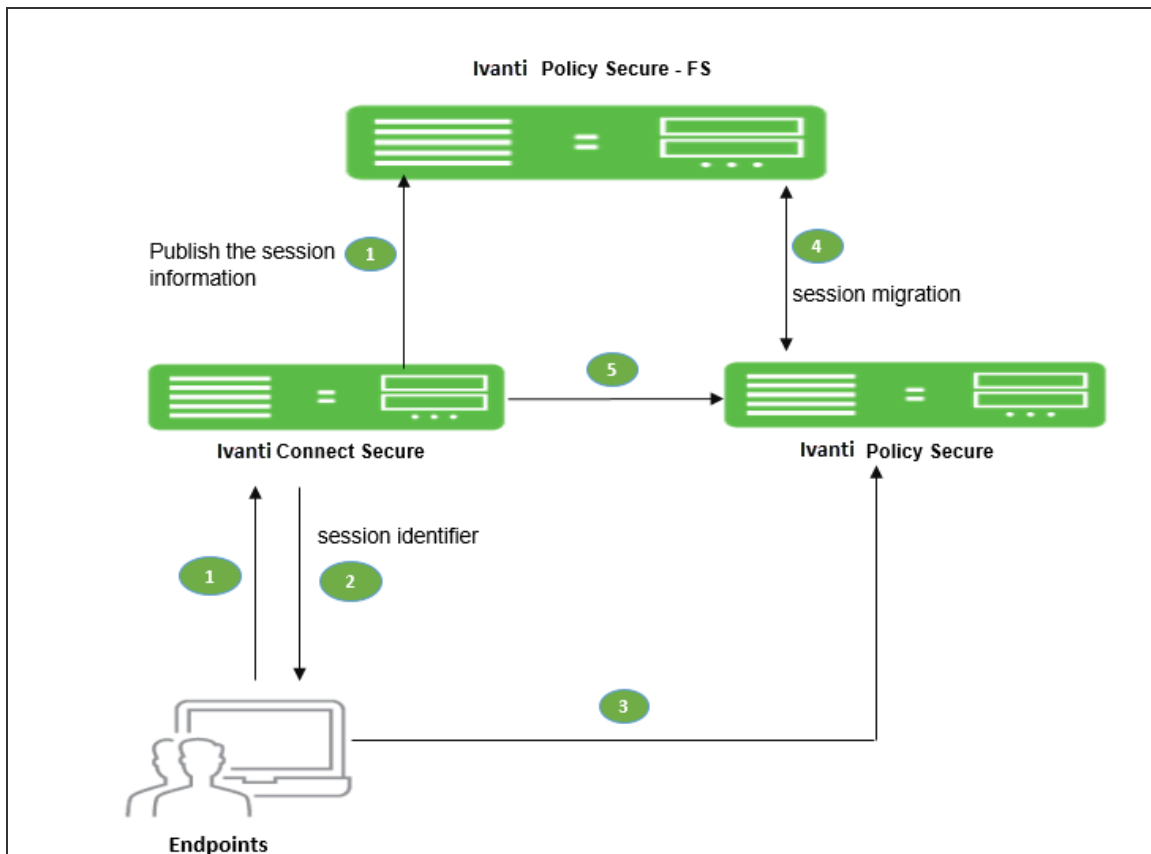 Ivanti Policy Secure - FS
Publish the session
information
1
4
session migration
5
Ivanti Connect Secure
Ivanti Policy Secure
session identifier
1
2
3
Endpoints